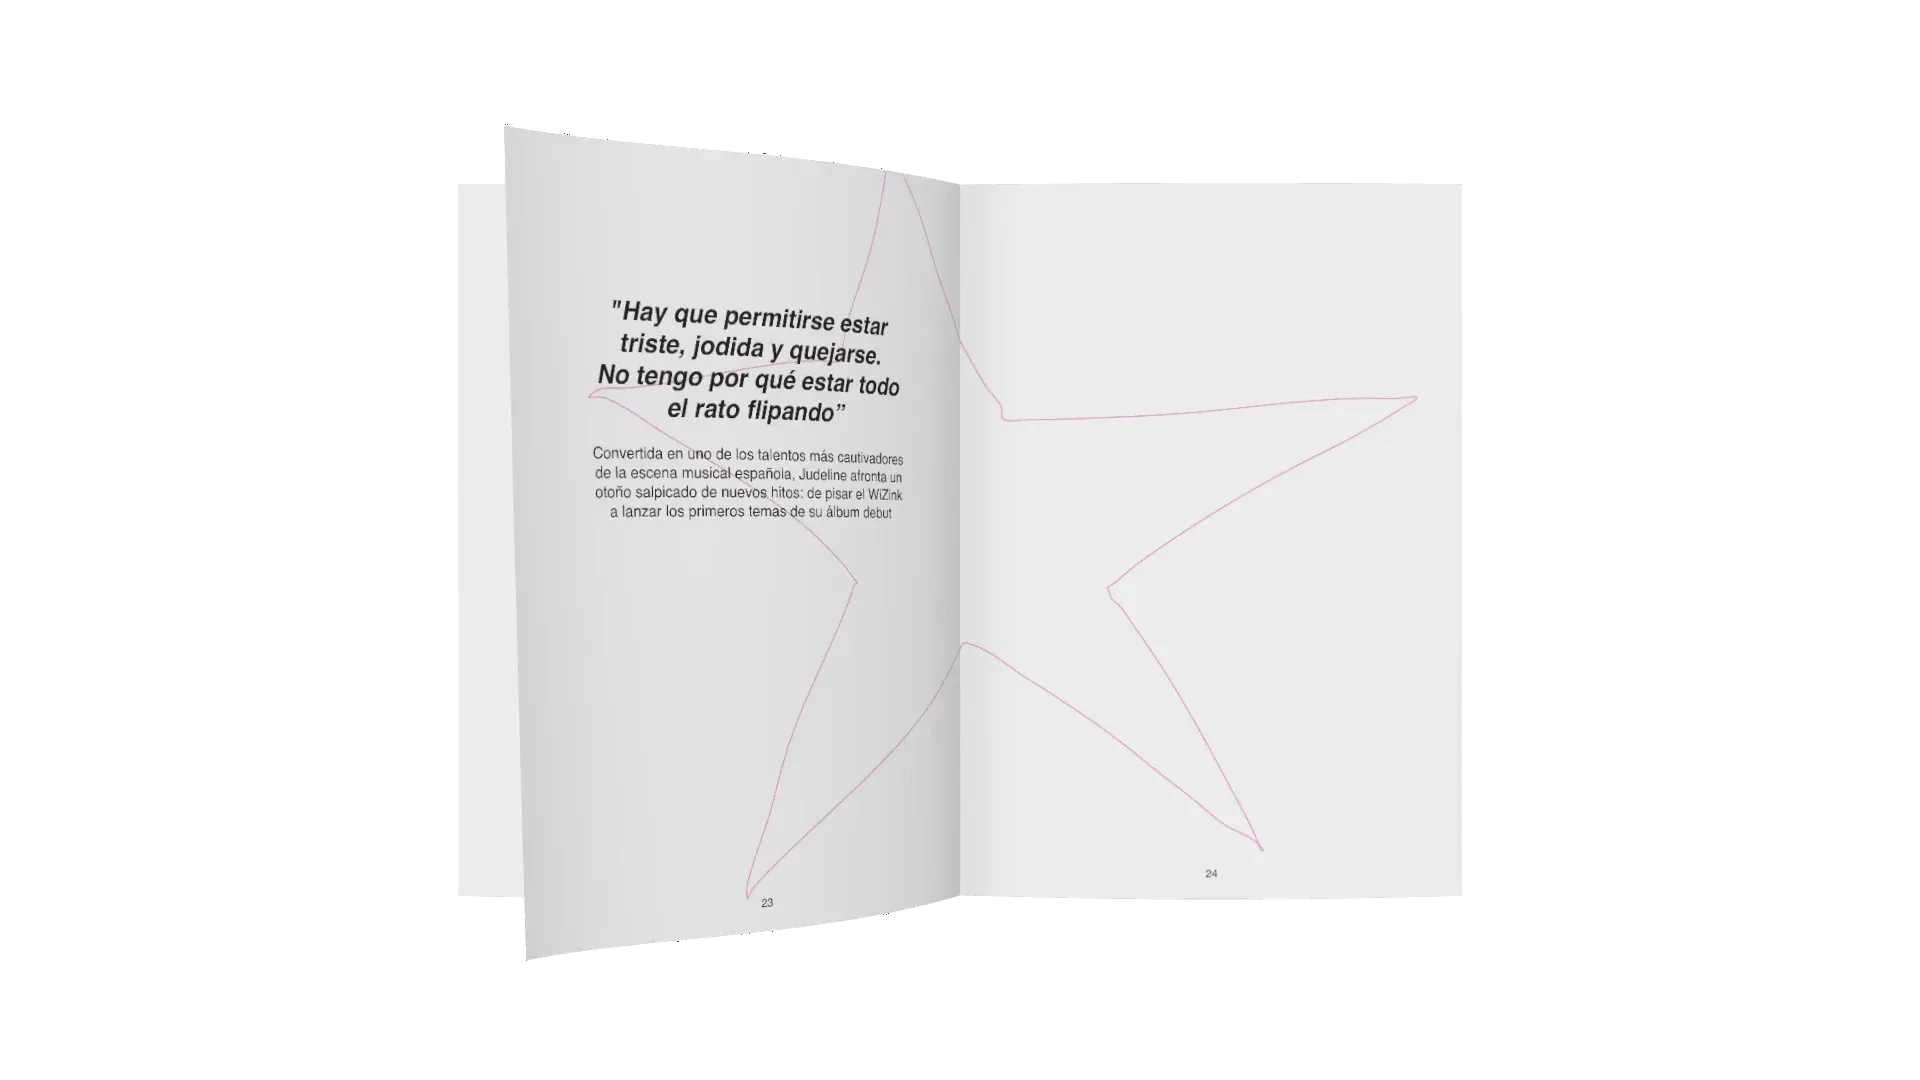 "Hay que permitirse estar
triste, jodida y quejarse.
No tengo por qué estar todo
el rato flipando”
Convertida en uno de los talentos más cautivadores
de la escena musical española, Judeline afronta un
otoño salpicado de nuevos hitos: de pisar el WiZink
a lanzar los primeros temas de su álbum debut
23
24